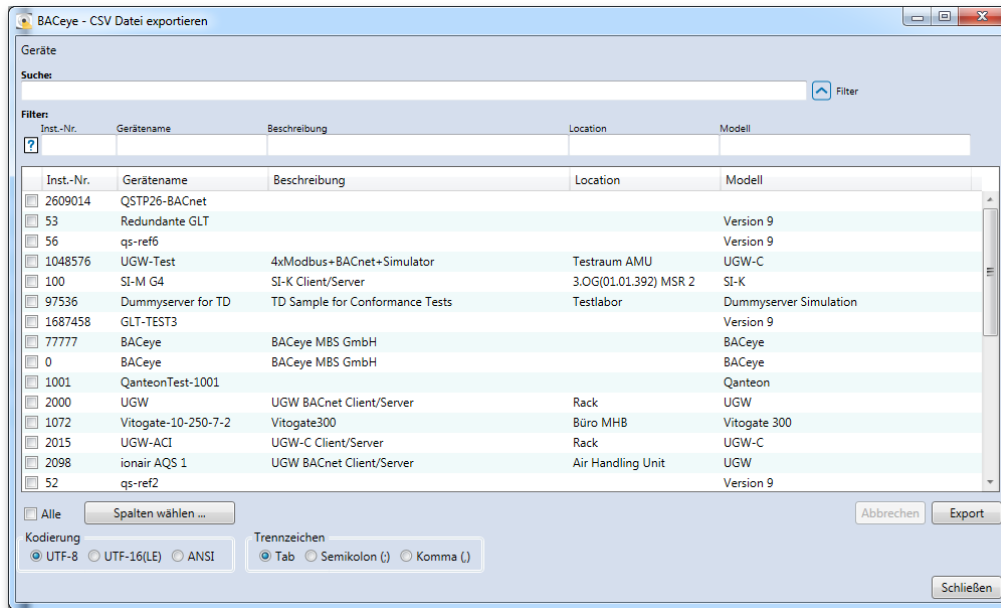 BACeye - CSV Datei exportieren
Geräte
Suche:
Filter
Filter:
Inst.-Nr. Gerätename Beschreibung Location Modell
?
Inst.-Nr. Gerätename Beschreibung Location Modell
2609014 QSTP26-BACnet
53 Redundante GLT Version 9
56 qs-ref6 Version 9
1048576 UGW-Test 4xModbus+BACnet+Simulator Testraum AMU UGW-C
100 SI-M G4 SI-K Client/Server 3.OG(01.01.392) MSR 2 SI-K
97536 Dummyserver for TD TD Sample for Conformance Tests Testlabor Dummyserver Simulation
1687458 GLT-TEST3 Version 9
77777 BACeye BACeye MBS GmbH BACeye
0 BACeye BACeye MBS GmbH BACeye
1001 QanteonTest-1001 Qanteon
2000 UGW UGW BACnet Client/Server Rack UGW
1072 Vitogate-10-250-7-2 Vitogate300 Büro MHB Vitogate 300
2015 UGW-ACI UGW-C Client/Server Rack UGW-C
2098 ionair AQS 1 UGW BACnet Client/Server Air Handling Unit UGW
52 qs-ref2 Version 9
Alle Spalten wählen ... Abbrechen Export
Kodierung Trennzeichen
UTF-8 UTF-16(LE) ANSI Tab Semikolon (;) Komma (,)
Schließen